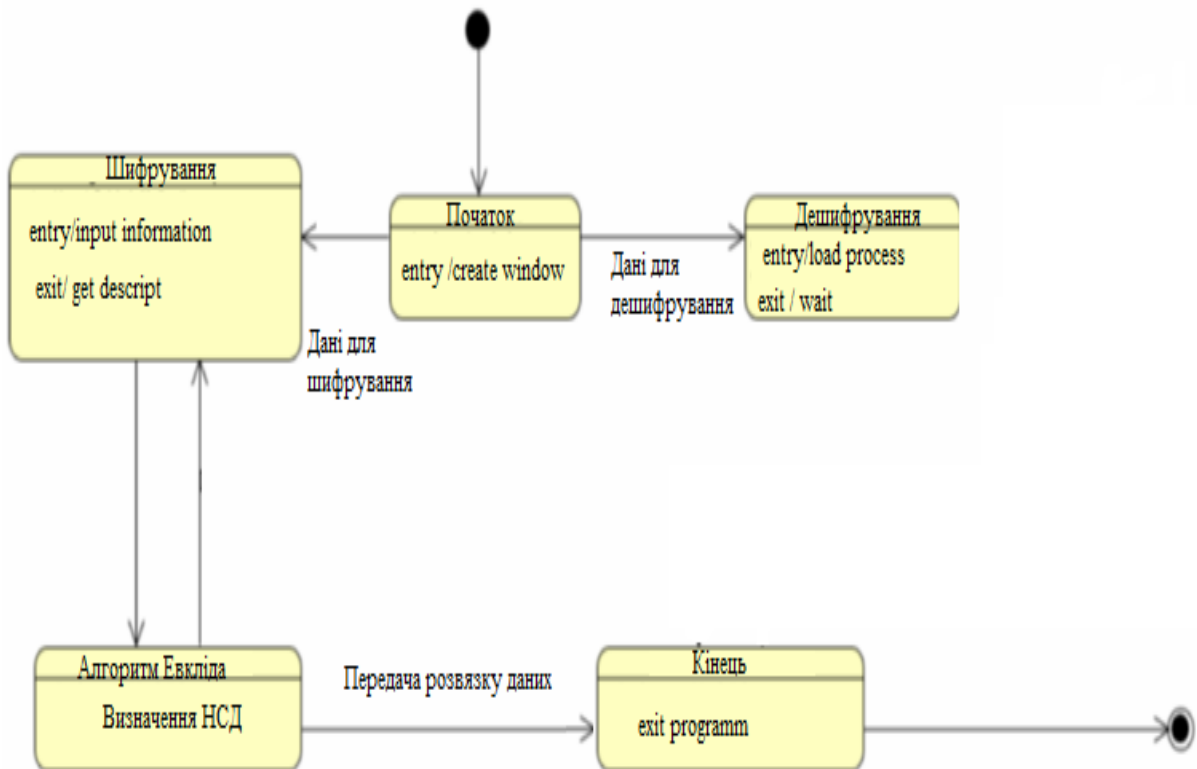 Шифрування
entry/input information
exit/ get descript
Початок
entry /create window
Дешифрування
entry/load process
exit / wait
Дані для
дешифрування
Дані для
шифрування
Алгоритм Евкліда
Визначення НСД
Передача розвязку даних
Кінець
exit programm